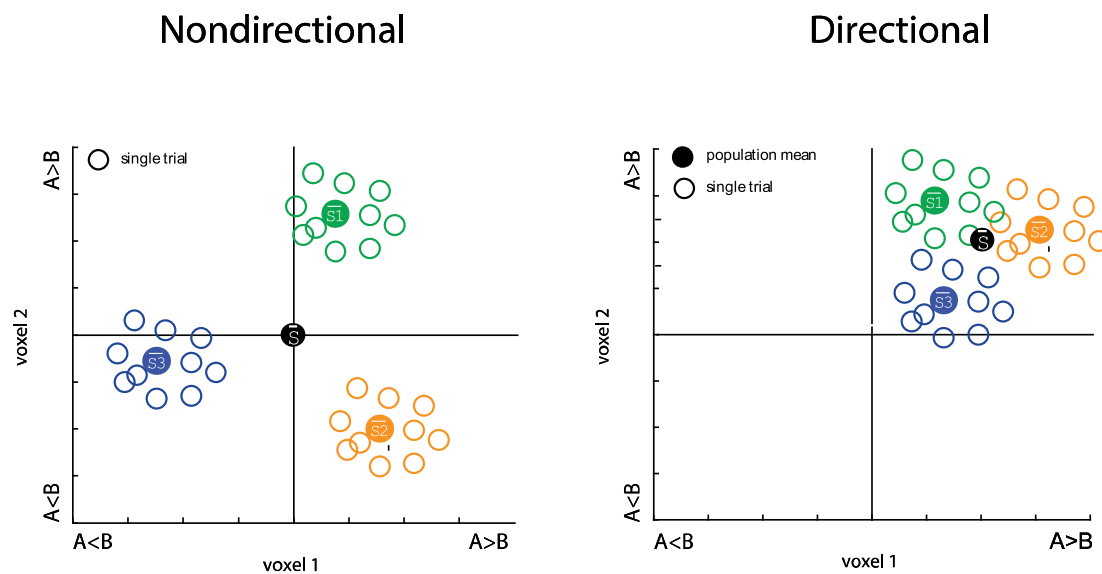 Nondirectional
Directional
single trial
population mean
single trial
A>B
voxel 2
A<B
S1
S
S3
S2
A<B
A>B
voxel 1
A>B
voxel 2
A<B
S1
S2
S
S3
A<B
A>B
voxel 1